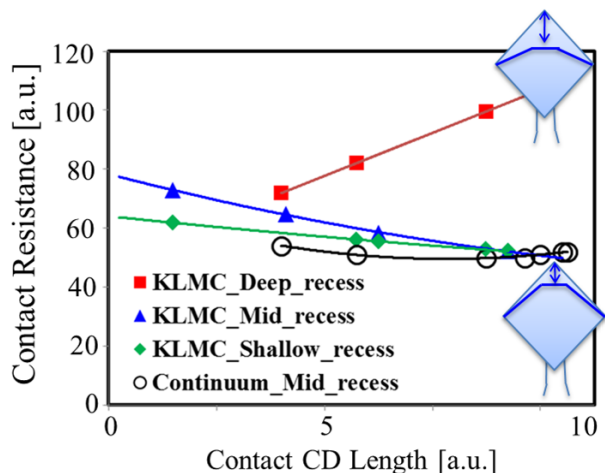 Contact Resistance [a.u.]
120
100
80
60
40
20
0
KLMC_Deep_recess
KLMC_Mid_recess
KLMC_Shallow_recess
Continuum_Mid_recess
0 5 10
Contact CD Length [a.u.]